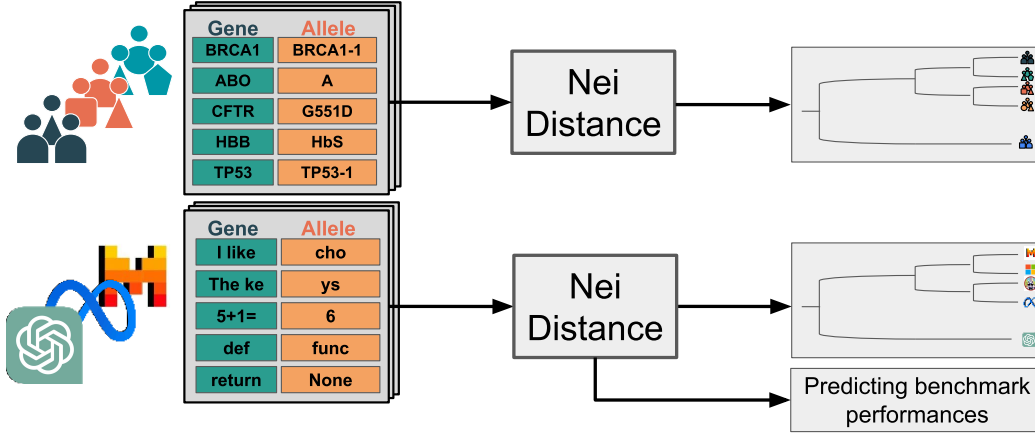 Gene Allele
BRCA1 BRCA1-1
ABO A
CFTR G551D
HBB HbS
TP53 TP53-1
Nei
Distance
Gene Allele
I like cho
The ke ys
5+1= 6
def func
return None
Nei
Distance
Predicting benchmark
performances